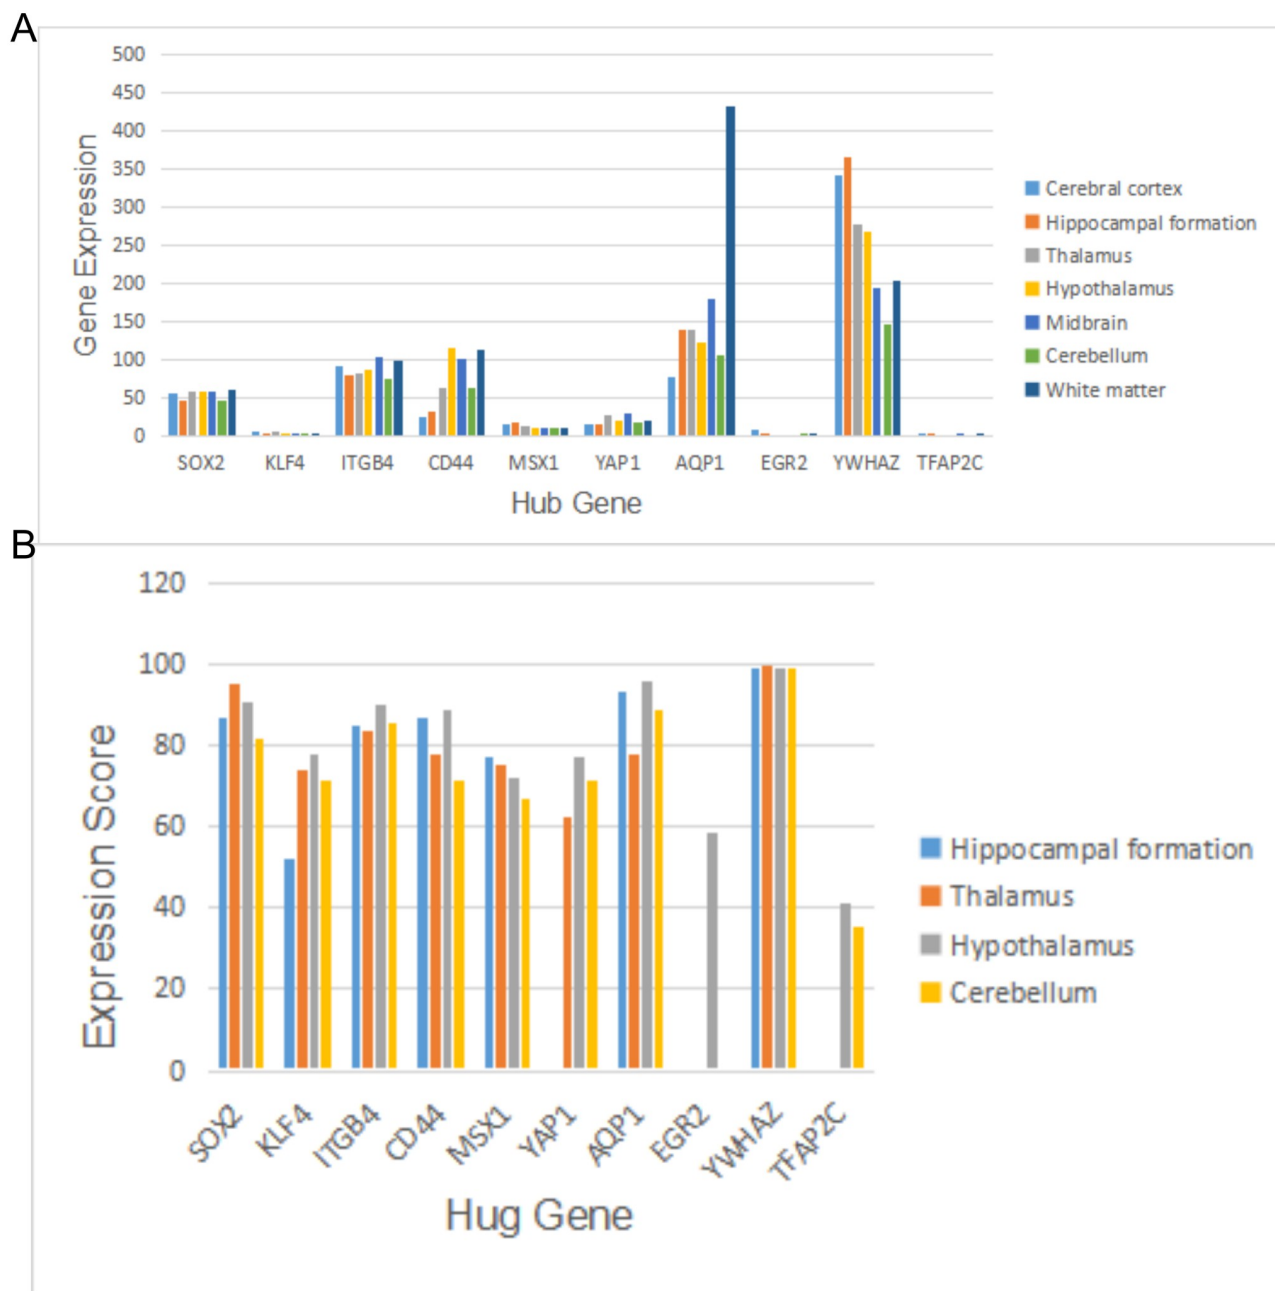 A
500
450
400
350
300
250
200
150
100
50
0
Gene Expression
SOX2 KLF4 ITGB4 CD44 MSX1 YAP1 AQP1 EGR2 YWHAZ TFAP2C
Hub Gene
Cerebral cortex
Hippocampal formation
Thalamus
Hypothalamus
Midbrain
Cerebellum
White matter
B
120
100
80
60
40
20
0
Expression Score
SOX2 KLF4 ITGB4 CD44 MSX1 YAP1 AQP1 EGR2 YWHAZ TFAP2C
Hug Gene
Hippocampal formation
Thalamus
Hypothalamus
Cerebellum